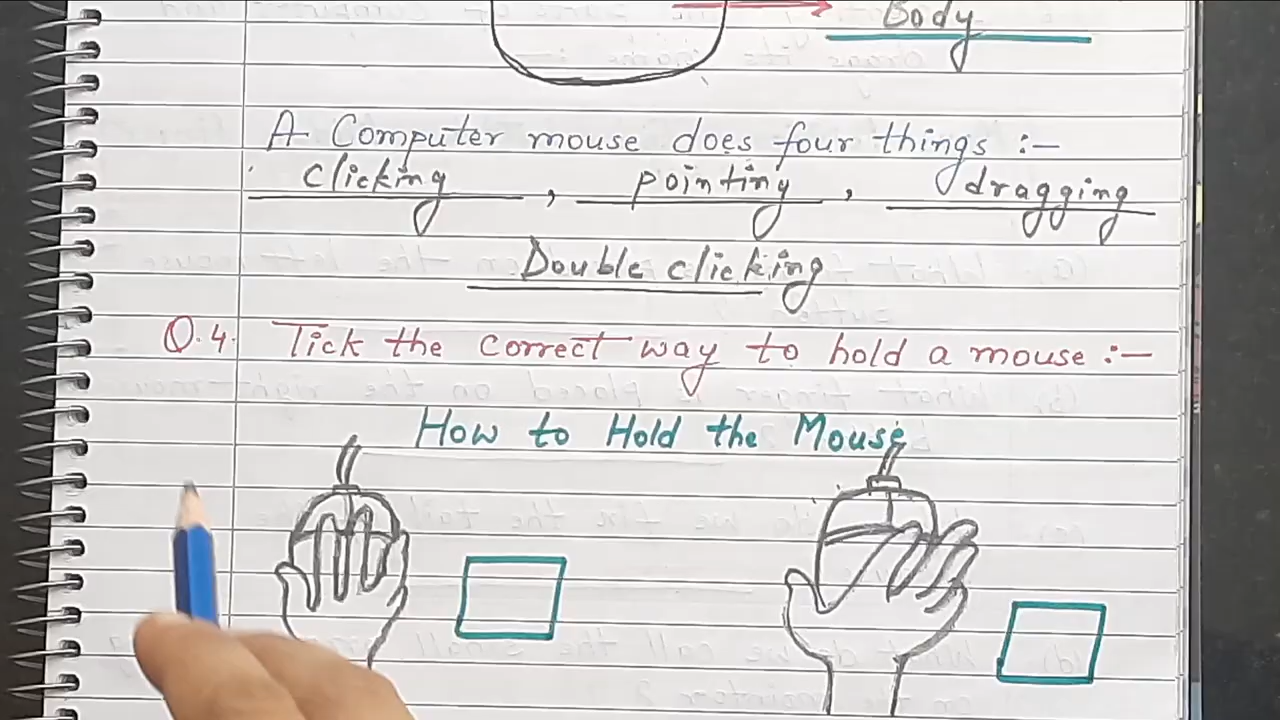 Body
A Computer mouse does four things :-
clicking , pointing , dragging
Double clicking
Q.4. Tick the correct way to hold a mouse :-
How to Hold the Mouse